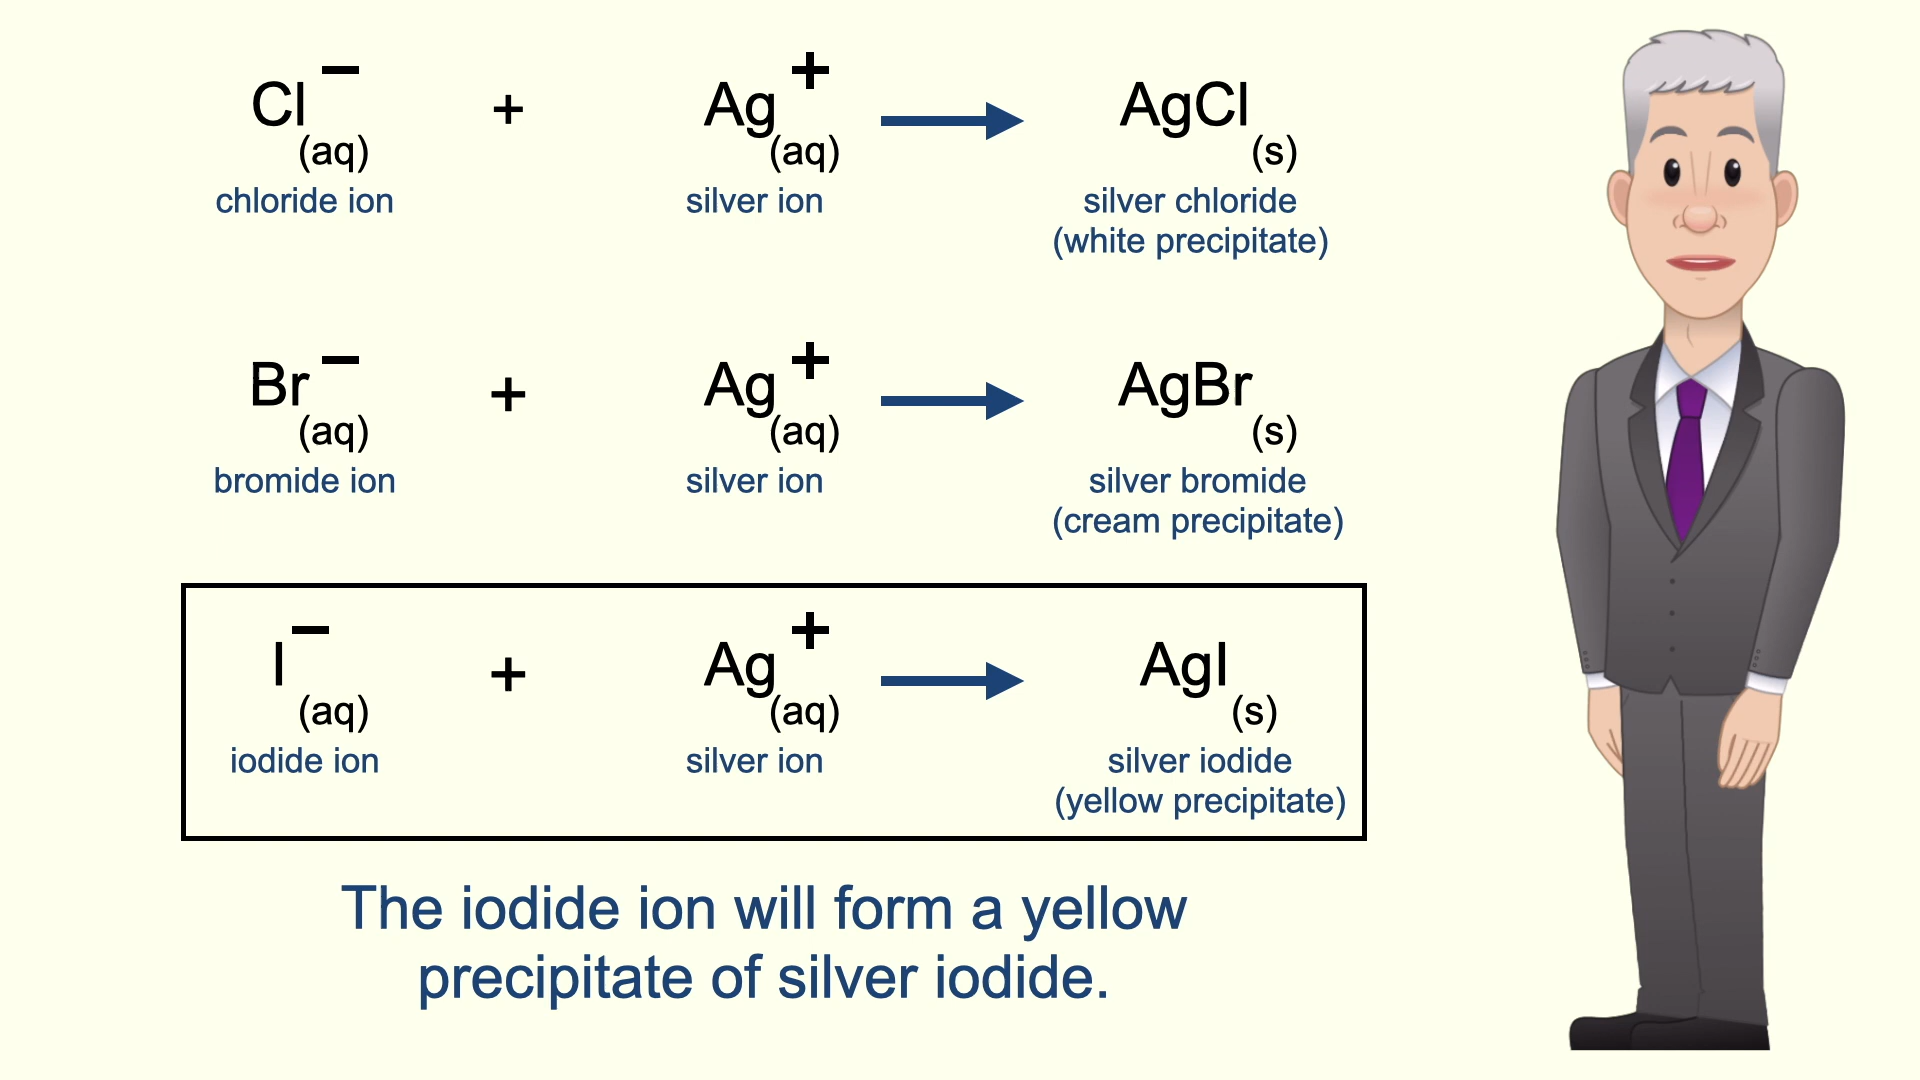 Cl⁻(aq) + Ag⁺(aq) → AgCl(s)
chloride ion silver ion silver chloride
(white precipitate)
Br⁻(aq) + Ag⁺(aq) → AgBr(s)
bromide ion silver ion silver bromide
(cream precipitate)
I⁻(aq) + Ag⁺(aq) → AgI(s)
iodide ion silver ion silver iodide
(yellow precipitate)
The iodide ion will form a yellow
precipitate of silver iodide.